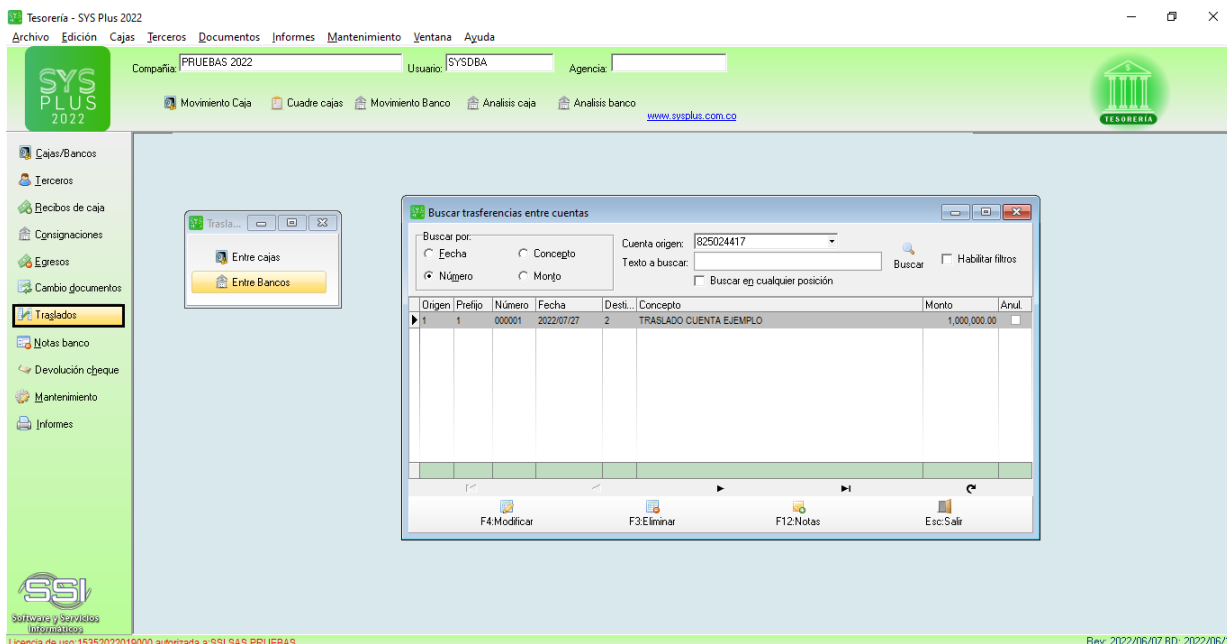 Tesorería - SYS Plus 2022
Archivo Edición Cajas Terceros Documentos Informes Mantenimiento Ventana Ayuda
SYS
PLUS
2022
Compañia: PRUEBAS 2022 Usuario: SYSDBA Agencia:
Movimiento Caja Cuadre cajas Movimiento Banco Analisis caja Analisis banco
www.sysplus.com.co
TESORERÍA
Cajas/Bancos
Terceros
Recibos de caja
Consignaciones
Egresos
Cambio documentos
Traslados
Notas banco
Devolución cheque
Mantenimiento
Informes
Trasla...
Entre cajas
Entre Bancos
Buscar trasferencias entre cuentas
Buscar por:
Fecha Concepto
Número Monto
Cuenta origen: 825024417
Texto a buscar:
Buscar en cualquier posición
Buscar
Habilitar filtros
Origen Prefijo Número Fecha Desti... Concepto Monto Anul.
1 1 000001 2022/07/27 2 TRASLADO CUENTA EJEMPLO 1,000,000.00
F4:Modificar F3:Eliminar F12:Notas Esc:Salir
SSI
Software y Servicios
Informáticos
Licencia de uso:15352022019000 autorizada a:SSI SAS PRUEBAS
Rev: 2022/06/07 BD: 2022/06/